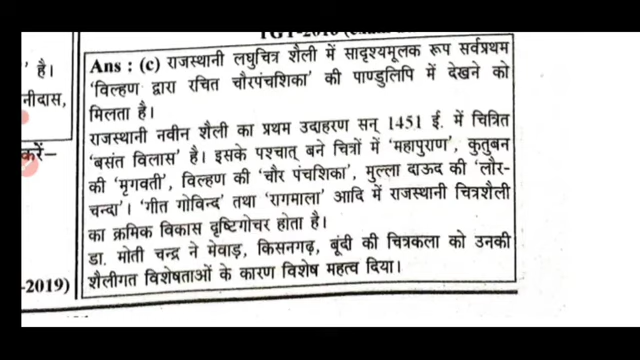 TGT-2018
Ans : (c) राजस्थानी लघुचित्र शैली में सादृश्यमूलक रूप सर्वप्रथम
'विल्हण द्वारा रचित चौरपंचशिका' की पाण्डुलिपि में देखने को
मिलता है।
राजस्थानी नवीन शैली का प्रथम उदाहरण सन् 1451 ई. में चित्रित
'बसंत विलास' है। इसके पश्चात् बने चित्रों में 'महापुराण', कुतुबन
की 'मृगवती', विल्हण की 'चौर पंचशिका', मुल्ला दाऊद की 'लौर-
चन्दा'। 'गीत गोविन्द' तथा 'रागमाला' आदि में राजस्थानी चित्रशैली
का क्रमिक विकास दृष्टिगोचर होता है।
डा. मोती चन्द्र ने मेवाड़, किसनगढ़, बूंदी की चित्रकला को उनकी
शैलीगत विशेषताओं के कारण विशेष महत्व दिया।
' है।
नीदास,
करें–
-2019)